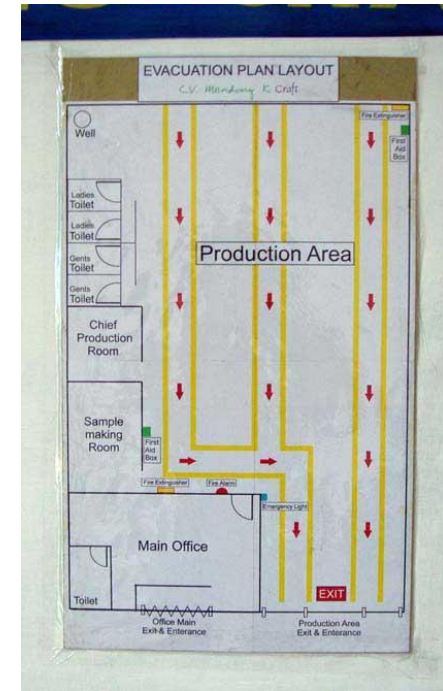 EVACUATION PLAN LAYOUT
Fire Extinguisher
Well
First
Aid
Box
Ladies
Toilet
Ladies
Toilet
Gents
Toilet
Gents
Toilet
Production Area
Chief
Production
Room
Sample
making
Room
First
Aid
Box
Fire Extinguisher
Fire Alarm
Emergency Light
Main Office
Toilet
EXIT
Office Main
Exit & Enterance
Production Area
Exit & Enterance